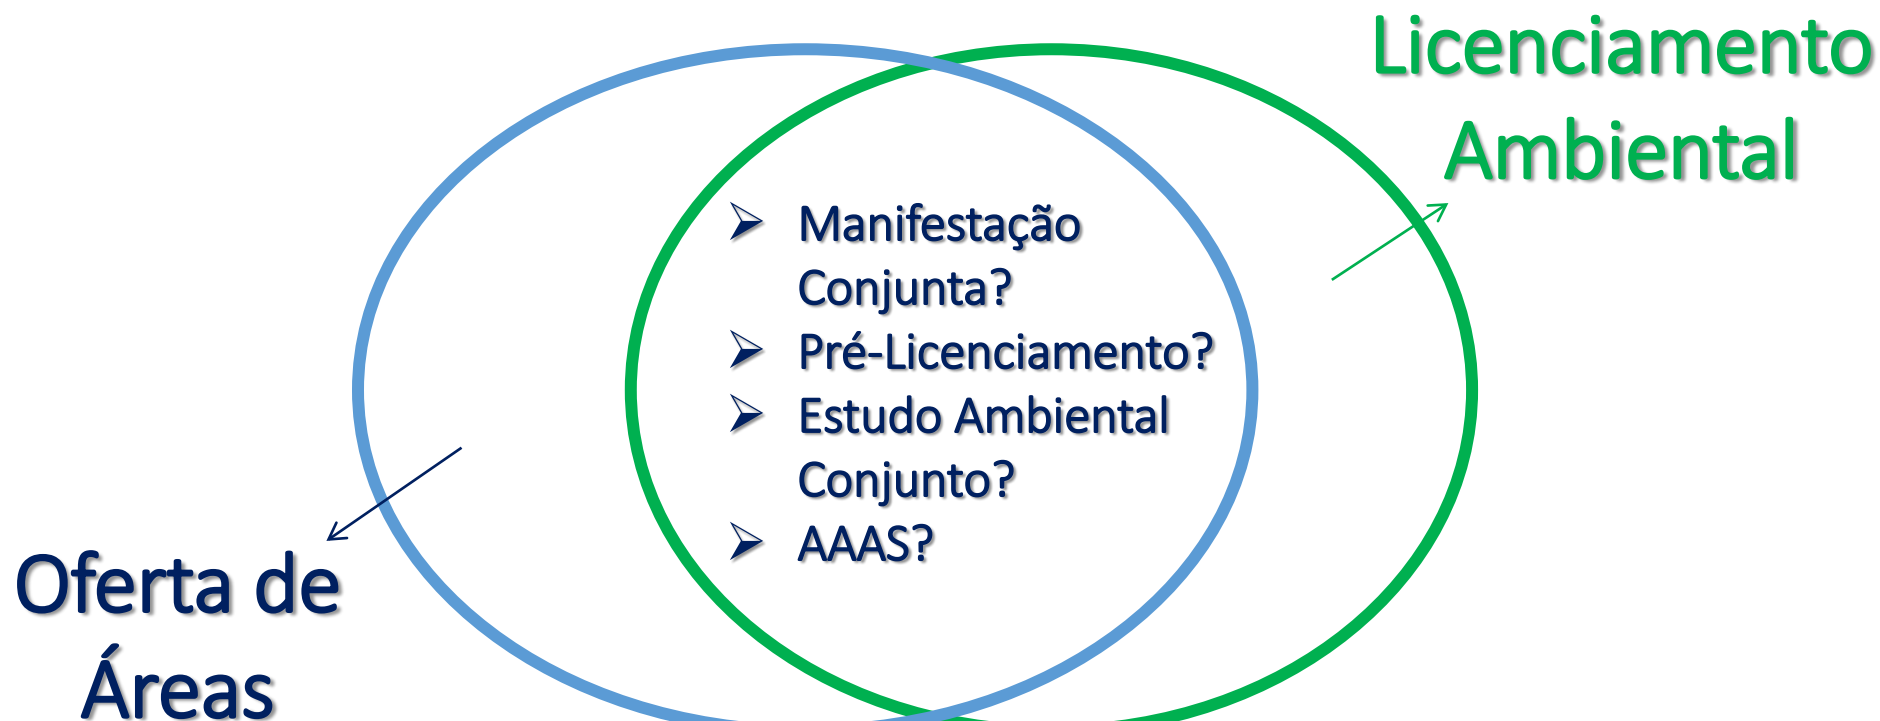 Licenciamento
Ambiental
➢ Manifestação
Conjunta?
➢ Pré-Licenciamento?
➢ Estudo Ambiental
Conjunto?
➢ AAAS?
Oferta de
Áreas